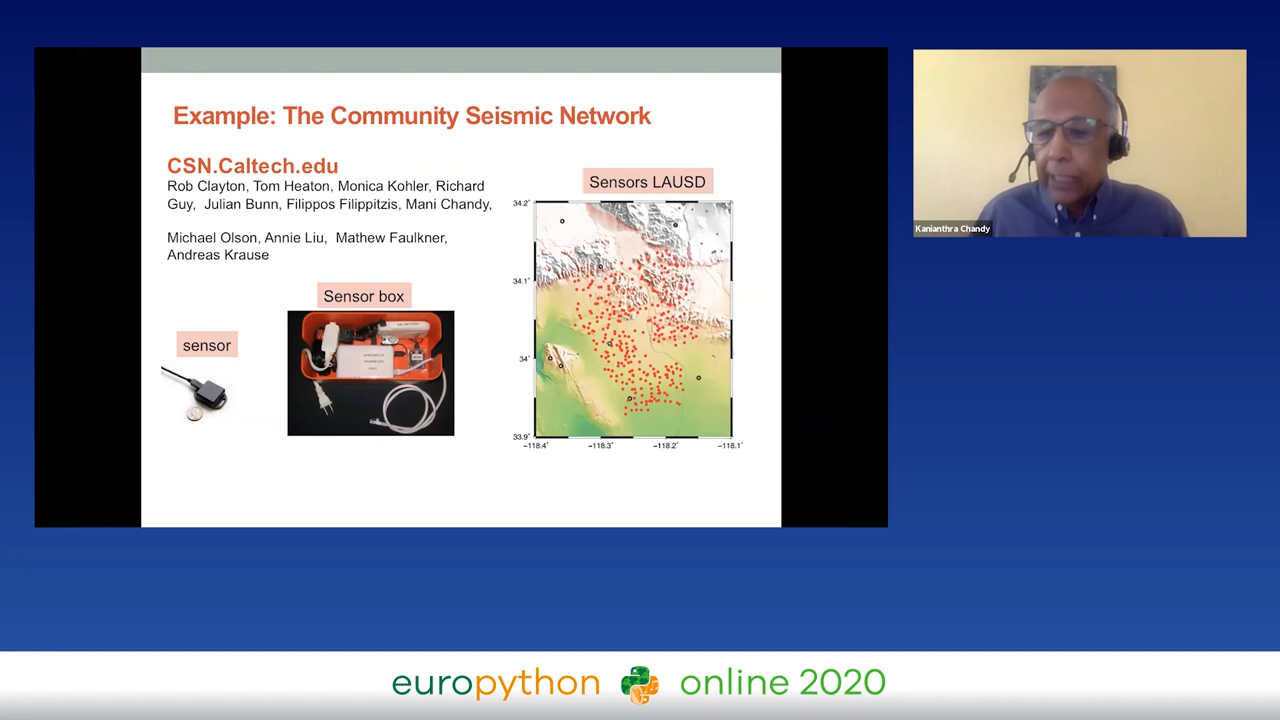 Example: The Community Seismic Network
CSN.Caltech.edu
Rob Clayton, Tom Heaton, Monica Kohler, Richard
Guy, Julian Bunn, Filippos Filippitzis, Mani Chandy,
Michael Olson, Annie Liu, Mathew Faulkner,
Andreas Krause
Sensor box
sensor
Sensors LAUSD
34.2°
34.1°
34°
33.9°
-118.4°
-118.3°
-118.2°
-118.1°
Kanianthra Chandy
europython online 2020